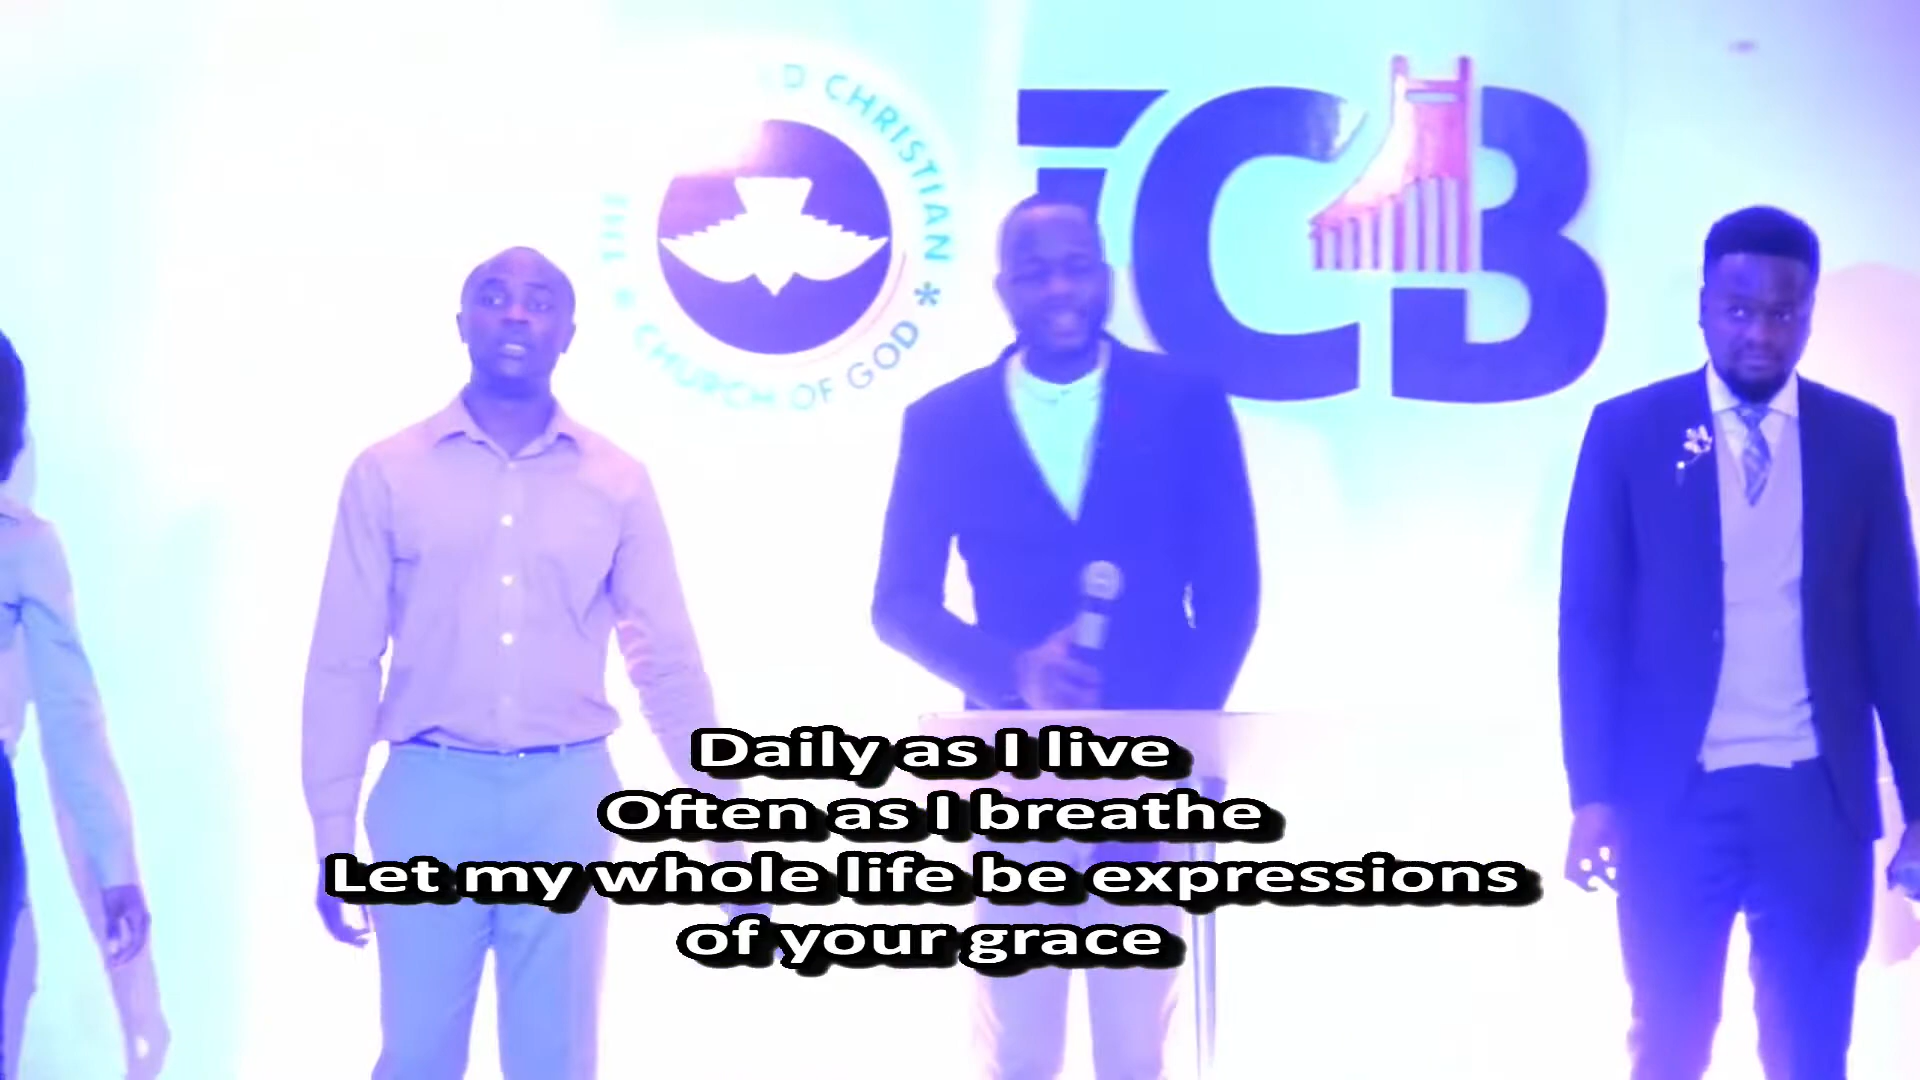 THE
D CHRISTIAN
* CHURCH OF GOD *
CB
Daily as I live
Often as I breathe
Let my whole life be expressions
of your grace